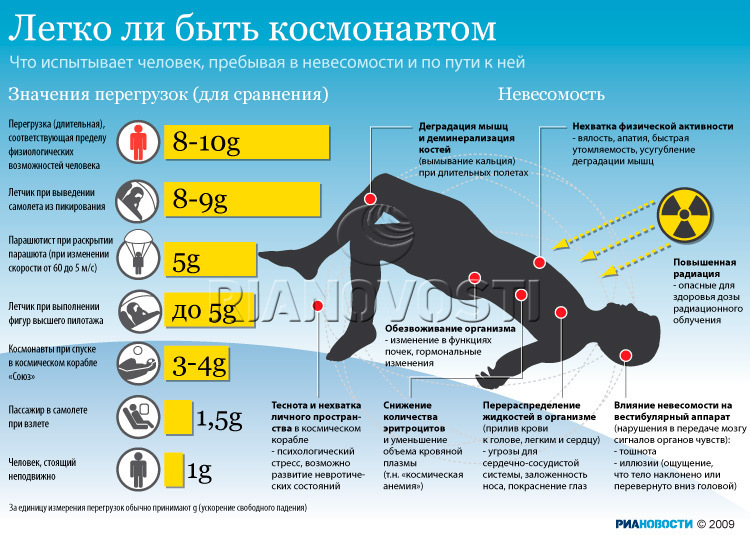 Легко ли быть космонавтом
Что испытывает человек, пребывая в невесомости и по пути к ней
Значения перегрузок (для сравнения)
Перегрузка (длительная),
соответствующая пределу
физиологических
возможностей человека
8-10g
Летчик при выведении
самолета из пикирования
8-9g
Парашютист при раскрытии
парашюта (при изменении
скорости от 60 до 5 м/с)
5g
Летчик при выполнении
фигур высшего пилотажа
до 5g
Космонавты при спуске
в космическом корабле
«Союз»
3-4g
Пассажир в самолете
при взлете
1,5g
Человек, стоящий
неподвижно
1g
Невесомость
Деградация мышц
и деминерализация
костей
(вымывание кальция)
при длительных полетах
Нехватка физической активности
- вялость, апатия, быстрая
утомляемость, усугубление
деградации мышц
Повышенная
радиация
- опасные для
здоровья дозы
радиационного
облучения
Обезвоживание организма
- изменение в функциях
почек, гормональные
изменения
Теснота и нехватка
личного простран-
ства в космическом
корабле
- психологический
стресс, возможно
развитие невротиче-
ских состояний
Снижение
количества
эритроцитов
и уменьшение
объема кровяной
плазмы
(т.н. «космическая
анемия»)
Перераспределение
жидкостей в организме
(прилив крови
к голове, легким и сердцу)
- угрозы для
сердечно-сосудистой
системы, заложенность
носа, покраснение глаз
Влияние невесомости на
вестибулярный аппарат
(нарушения в передаче мозгу
сигналов органов чувств):
- тошнота
- иллюзии (ощущение,
что тело наклонено или
перевернуто вниз головой)
RIANOVOSTI
За единицу измерения перегрузок обычно принимают g (ускорение свободного падения)
РИАНОВОСТИ © 2009